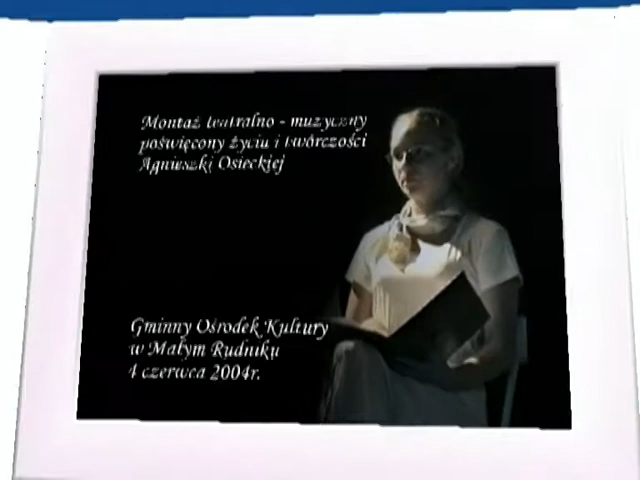 Montaż teatralno - muzyczny
poświęcony życiu i twórczości
Agnieszki Osieckiej
Gminny Ośrodek Kultury
w Małym Rudniku
4 czerwca 2004r.